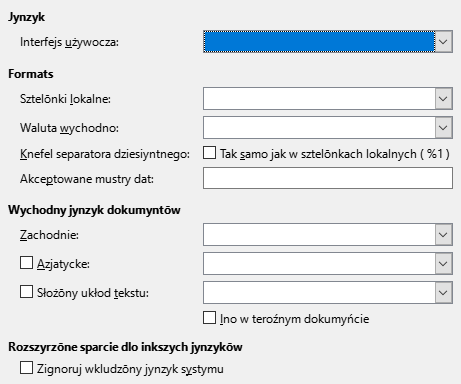 Jynzyk
Interfejs używocza:
Formats
Sztelōnki lokalne:
Waluta wychodno:
Knefel separatora dziesiyntnego: Tak samo jak w sztelōnkach lokalnych ( %1 )
Akceptowane mustry dat:
Wychodny jynzyk dokumyntōw
Zachodnie:
Azjatycke:
Słożōny ukłod tekstu:
Ino w teroźnym dokumyńcie
Rozszyrzōne sparcie dlo inkszych jynzykōw
Zignoruj wkludzōny jynzyk systymu